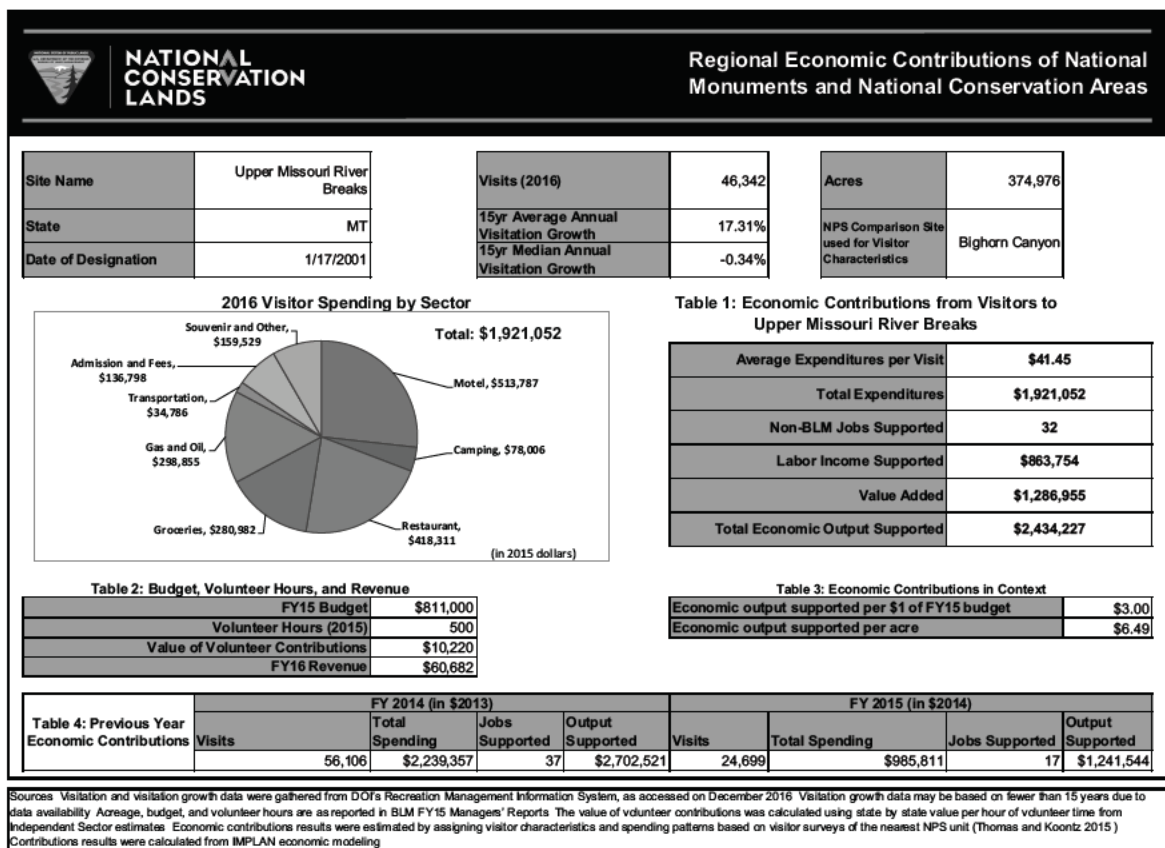 NATIONAL
CONSERVATION
LANDS
Regional Economic Contributions of National
Monuments and National Conservation Areas
Site Name
Upper Missouri River
Breaks
State
MT
Date of Designation
1/17/2001
Visits (2016)
46,342
15yr Average Annual
Visitation Growth
17.31%
15yr Median Annual
Visitation Growth
-0.34%
Acres
374,976
NPS Comparison Site
used for Visitor
Characteristics
Bighorn Canyon
2016 Visitor Spending by Sector
Total: $1,921,052
Souvenir and Other,
$159,529
Admission and Fees,
$136,798
Transportation,
$34,786
Gas and Oil,
$298,855
Groceries, $280,982
Motel, $513,787
Camping, $78,006
Restaurant,
$418,311
(in 2015 dollars)
Table 1: Economic Contributions from Visitors to
Upper Missouri River Breaks
Average Expenditures per Visit $41.45
Total Expenditures $1,921,052
Non-BLM Jobs Supported 32
Labor Income Supported $863,754
Value Added $1,286,955
Total Economic Output Supported $2,434,227
Table 2: Budget, Volunteer Hours, and Revenue
FY15 Budget $811,000
Volunteer Hours (2015) 500
Value of Volunteer Contributions $10,220
FY16 Revenue $60,682
Table 3: Economic Contributions in Context
Economic output supported per $1 of FY15 budget $3.00
Economic output supported per acre $6.49
Table 4: Previous Year
Economic Contributions
FY 2014 (in $2013) FY 2015 (in $2014)
Visits
Total
Spending
Jobs
Supported
Output
Supported
Visits
Total Spending
Jobs Supported
Output
Supported
56,106 $2,239,357 37 $2,702,521 24,699 $985,811 17 $1,241,544
Sources Visitation and visitation growth data were gathered from DOI's Recreation Management Information System, as accessed on December 2016 Visitation growth data may be based on fewer than 15 years due to
data availability Acreage, budget, and volunteer hours are as reported in BLM FY15 Managers' Reports The value of volunteer contributions was calculated using state by state value per hour of volunteer time from
Independent Sector estimates Economic contributions results were estimated by assigning visitor characteristics and spending patterns based on visitor surveys of the nearest NPS unit (Thomas and Koontz 2015 )
Contributions results were calculated from IMPLAN economic modeling